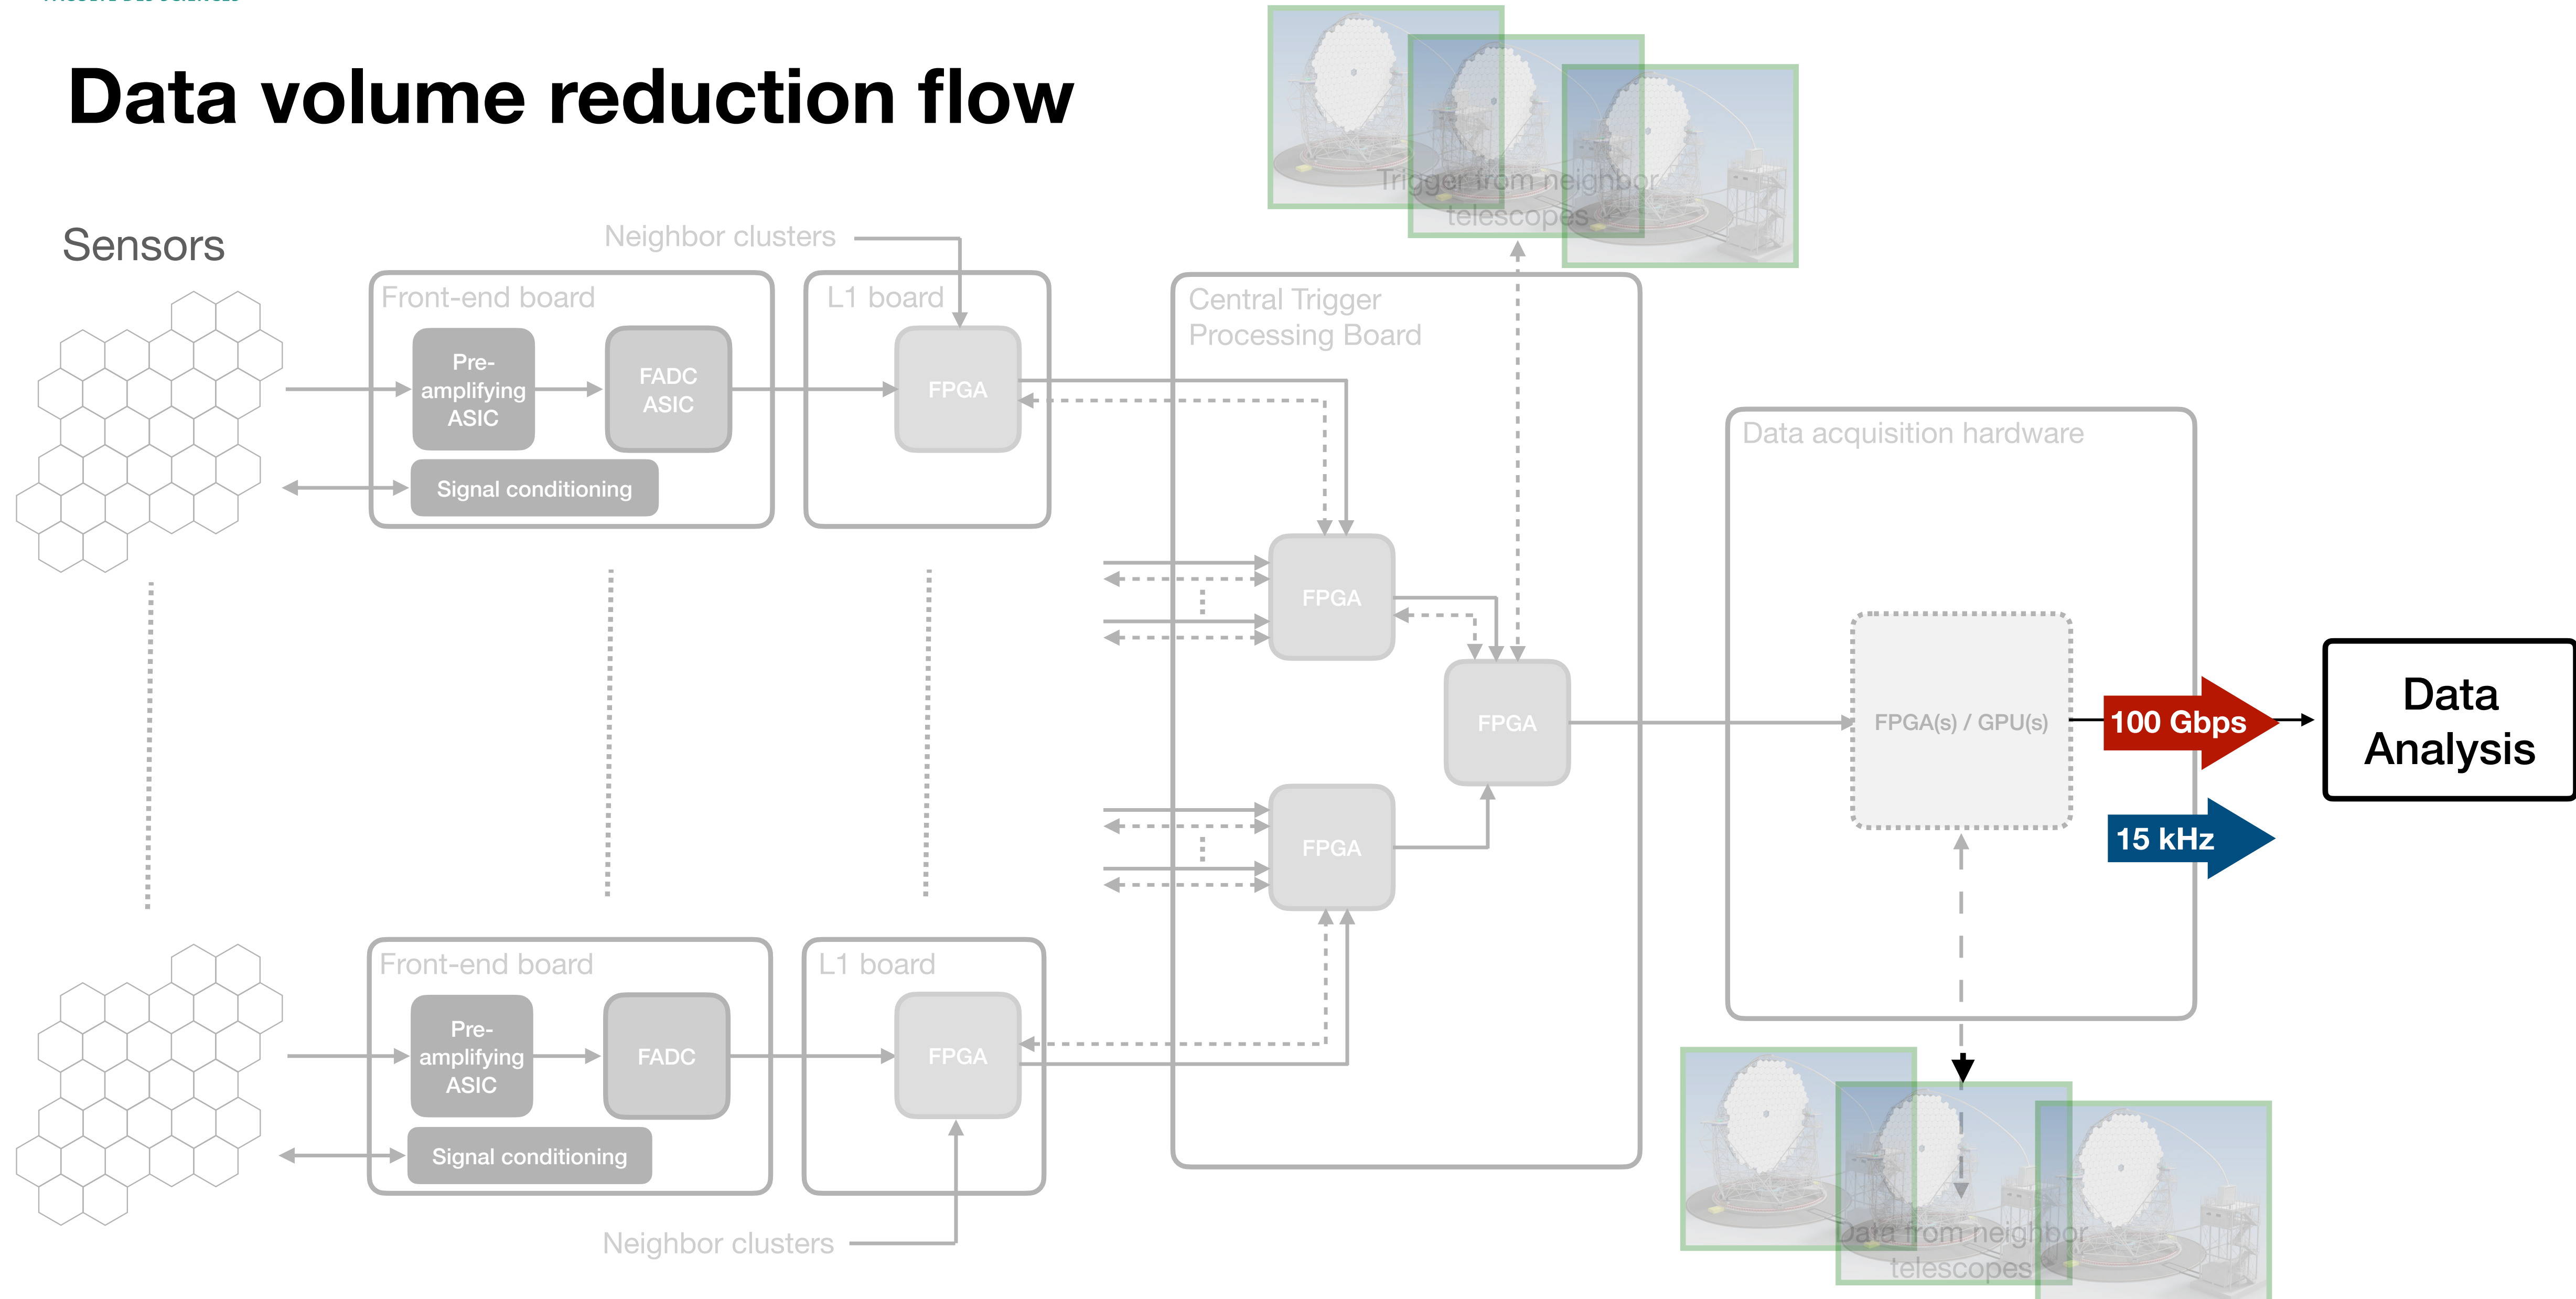 Data volume reduction flow
Trigger from neighbor
telescopes
Sensors
Neighbor clusters
Front-end board
L1 board
Central Trigger
Processing Board
Pre-
amplifying
ASIC
FADC
ASIC
FPGA
Signal conditioning
Data acquisition hardware
FPGA
FPGA
FPGA(s) / GPU(s)
100 Gbps
Data
Analysis
15 kHz
FPGA
Front-end board
L1 board
Pre-
amplifying
ASIC
FADC
FPGA
Signal conditioning
Neighbor clusters
Data from neighbor
telescopes